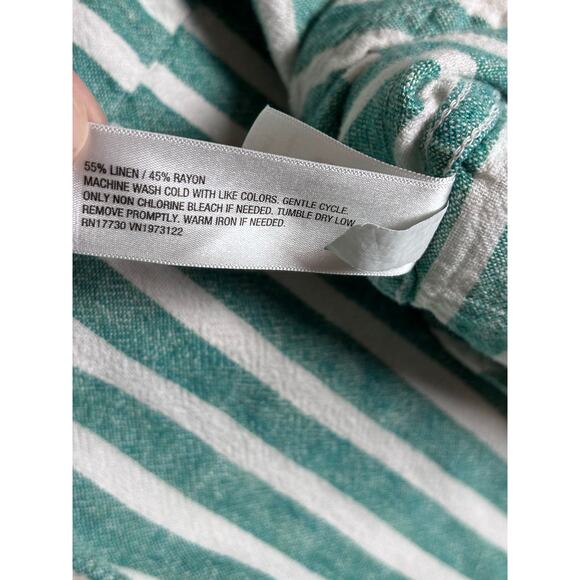 55% LINEN / 45% RAYON
MACHINE WASH COLD WITH LIKE COLORS. GENTLE CYCLE.
ONLY NON CHLORINE BLEACH IF NEEDED. TUMBLE DRY LOW
REMOVE PROMPTLY. WARM IRON IF NEEDED.
RN17730 VN1973122